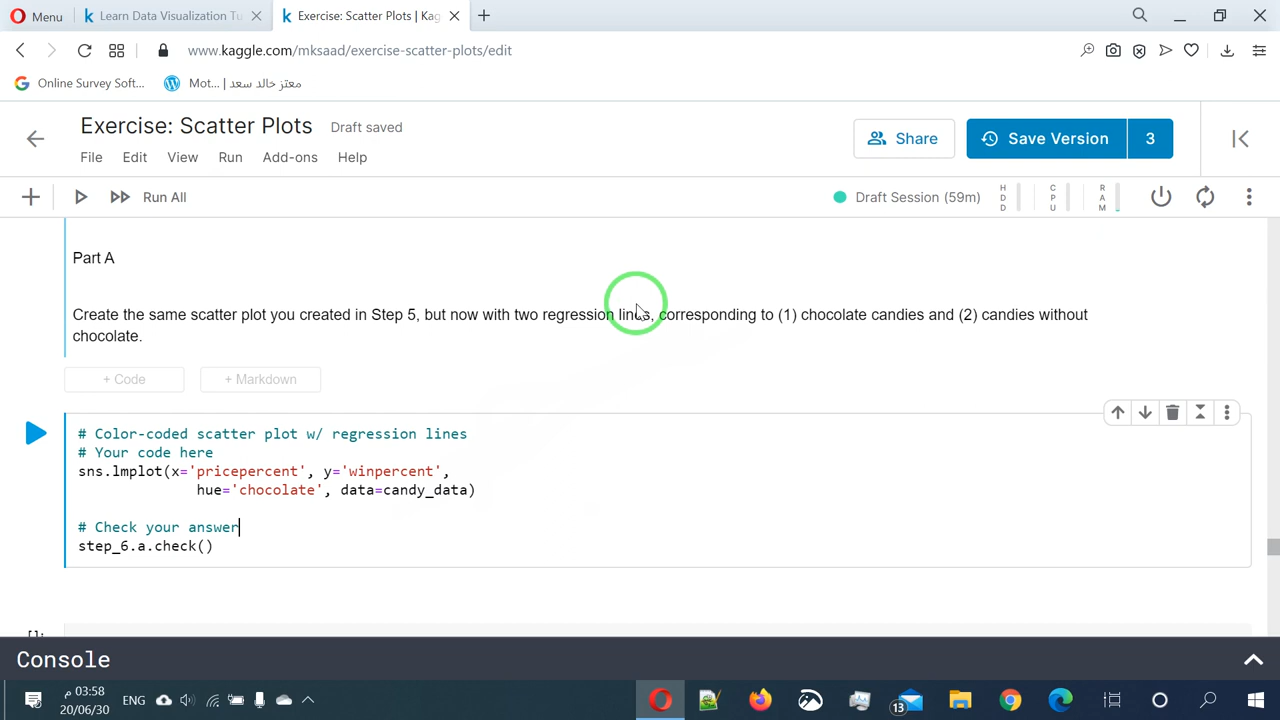 Menu
Learn Data Visualization Tu
Exercise: Scatter Plots | Kag
www.kaggle.com/mksaad/exercise-scatter-plots/edit
Online Survey Soft...
Mot... | معتز خالد سعد
Exercise: Scatter Plots
Draft saved
Share
Save Version
3
File
Edit
View
Run
Add-ons
Help
Run All
Draft Session (59m)
HDD
CPU
RAM
Part A
Create the same scatter plot you created in Step 5, but now with two regression lines, corresponding to (1) chocolate candies and (2) candies without
chocolate.
+ Code
+ Markdown
# Color-coded scatter plot w/ regression lines
# Your code here
sns.lmplot(x='pricepercent', y='winpercent',
hue='chocolate', data=candy_data)
# Check your answer
step_6.a.check()
[]:
Console
03:58 م
20/06/30
ENG
13